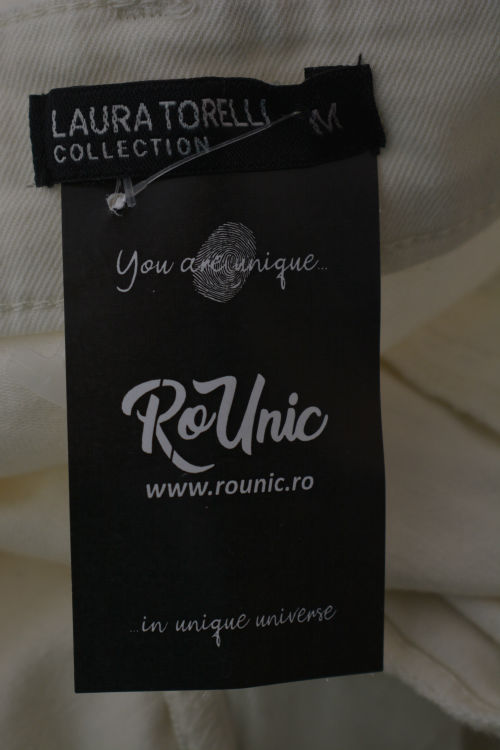 LAURA TORELLI M
COLLECTION
You are unique...
RoUnic
www.rounic.ro
...in unique universe